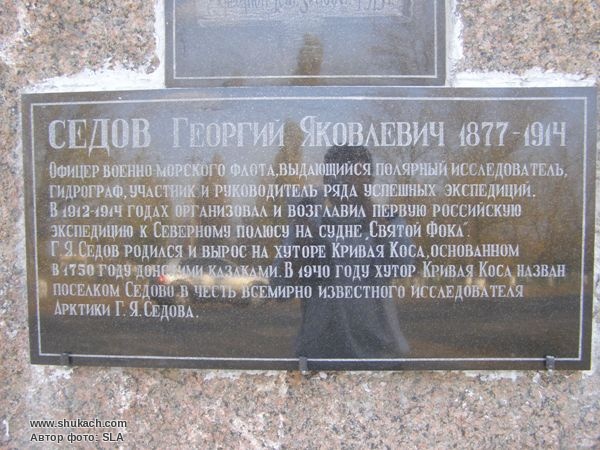 СЕДОВ ГЕОРГИЙ ЯКОВЛЕВИЧ 1877-1914
ОФИЦЕР ВОЕННО МОРСКОГО ФЛОТА, ВЫДАЮЩИЙСЯ ПОЛЯРНЫЙ ИССЛЕДОВАТЕЛЬ,
ГИДРОГРАФ, УЧАСТНИК И РУКОВОДИТЕЛЬ РЯДА УСПЕШНЫХ ЭКСПЕДИЦИЙ.
В 1912-1914 ГОДАХ ОРГАНИЗОВАЛ И ВОЗГЛАВИЛ ПЕРВУЮ РОССИЙСКУЮ
ЭКСПЕДИЦИЮ К СЕВЕРНОМУ ПОЛЮСУ НА СУДНЕ „СВЯТОЙ ФОКА".
Г.Я.СЕДОВ РОДИЛСЯ И ВЫРОС НА ХУТОРЕ КРИВАЯ КОСА, ОСНОВАННОМ
В 1750 ГОДУ ДОНСКИМИ КАЗАКАМИ. В 1940 ГОДУ ХУТОР КРИВАЯ КОСА НАЗВАН
ПОСЕЛКОМ СЕДОВО В ЧЕСТЬ ВСЕМИРНО ИЗВЕСТНОГО ИССЛЕДОВАТЕЛЯ
АРКТИКИ Г.Я.СЕДОВА.
www.shukach.com
Автор фото: SLA